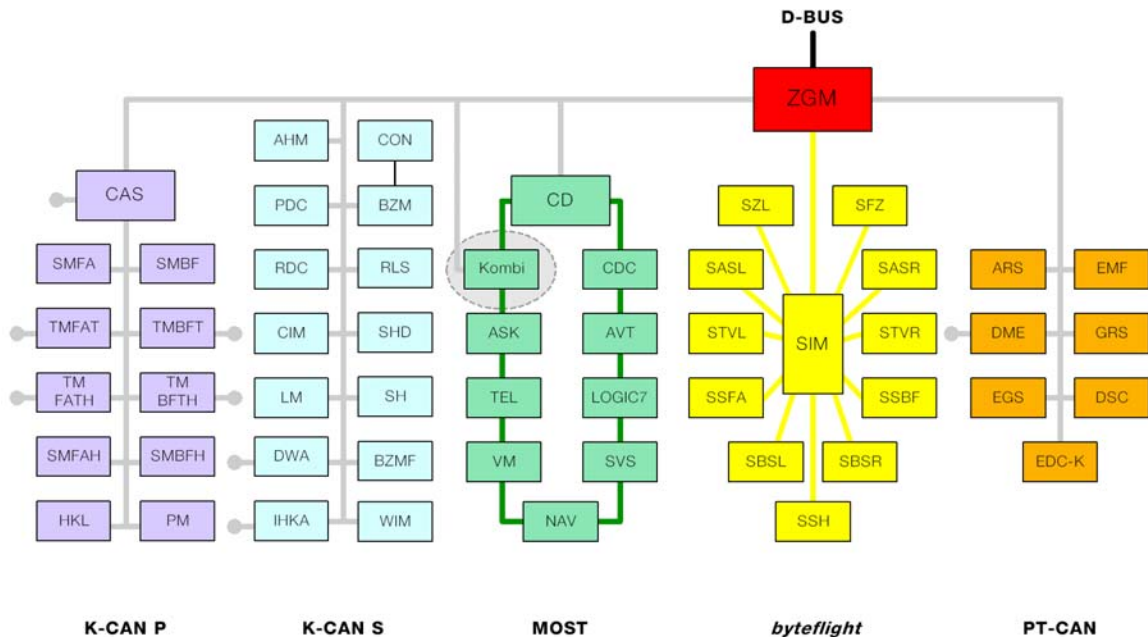 D-BUS
ZGM
CAS
SMFA
SMBF
TMFAT
TMBFT
TM
FATH
TM
BFTH
SMFAH
SMBFH
HKL
PM
AHM
CON
PDC
BZM
RDC
RLS
CIM
SHD
LM
SH
DWA
BZMF
IHKA
WIM
CD
Kombi
CDC
ASK
AVT
TEL
LOGIC7
VM
SVS
NAV
SZL
SFZ
SASL
SASR
STVL
SIM
STVR
SSFA
SSBF
SBSL
SBSR
SSH
ARS
EMF
DME
GRS
EGS
DSC
EDC-K
K-CAN P
K-CAN S
MOST
byteflight
PT-CAN